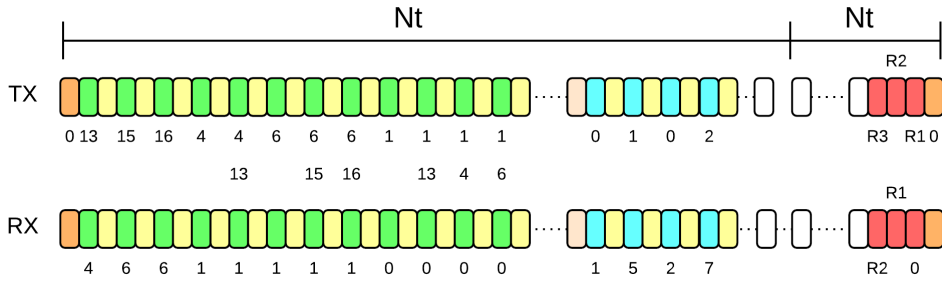 Nt Nt
R2
TX
0 13 15 16 4 4 6 6 6 1 1 1 1 0 1 0 2 R3 R1 0
13 15 16 13 4 6
R1
RX
4 6 6 1 1 1 1 1 0 0 0 0 1 5 2 7 R2 0